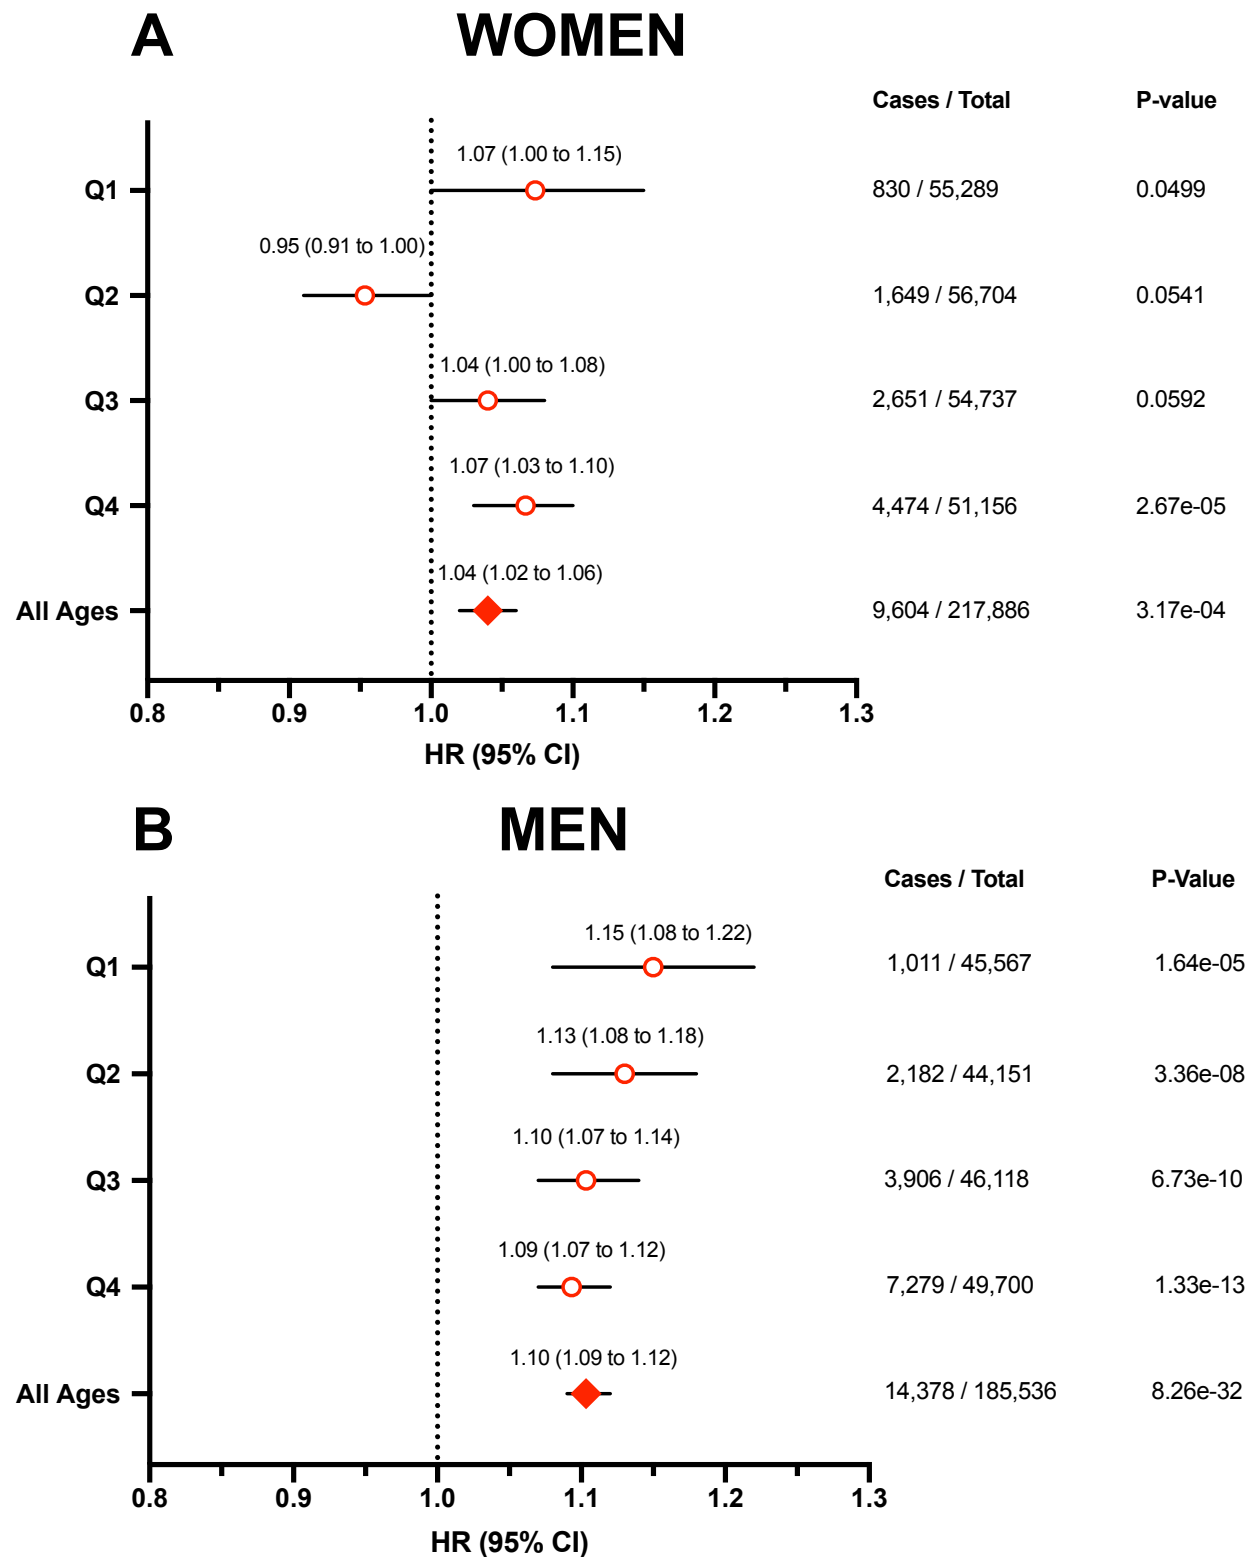 A WOMEN
Cases / Total P-value
1.07 (1.00 to 1.15)
Q1 830 / 55,289 0.0499
0.95 (0.91 to 1.00)
Q2 1,649 / 56,704 0.0541
1.04 (1.00 to 1.08)
Q3 2,651 / 54,737 0.0592
1.07 (1.03 to 1.10)
Q4 4,474 / 51,156 2.67e-05
1.04 (1.02 to 1.06)
All Ages 9,604 / 217,886 3.17e-04
0.8 0.9 1.0 1.1 1.2 1.3
HR (95% CI)
B MEN
Cases / Total P-Value
1.15 (1.08 to 1.22)
Q1 1,011 / 45,567 1.64e-05
1.13 (1.08 to 1.18)
Q2 2,182 / 44,151 3.36e-08
1.10 (1.07 to 1.14)
Q3 3,906 / 46,118 6.73e-10
1.09 (1.07 to 1.12)
Q4 7,279 / 49,700 1.33e-13
1.10 (1.09 to 1.12)
All Ages 14,378 / 185,536 8.26e-32
0.8 0.9 1.0 1.1 1.2 1.3
HR (95% CI)